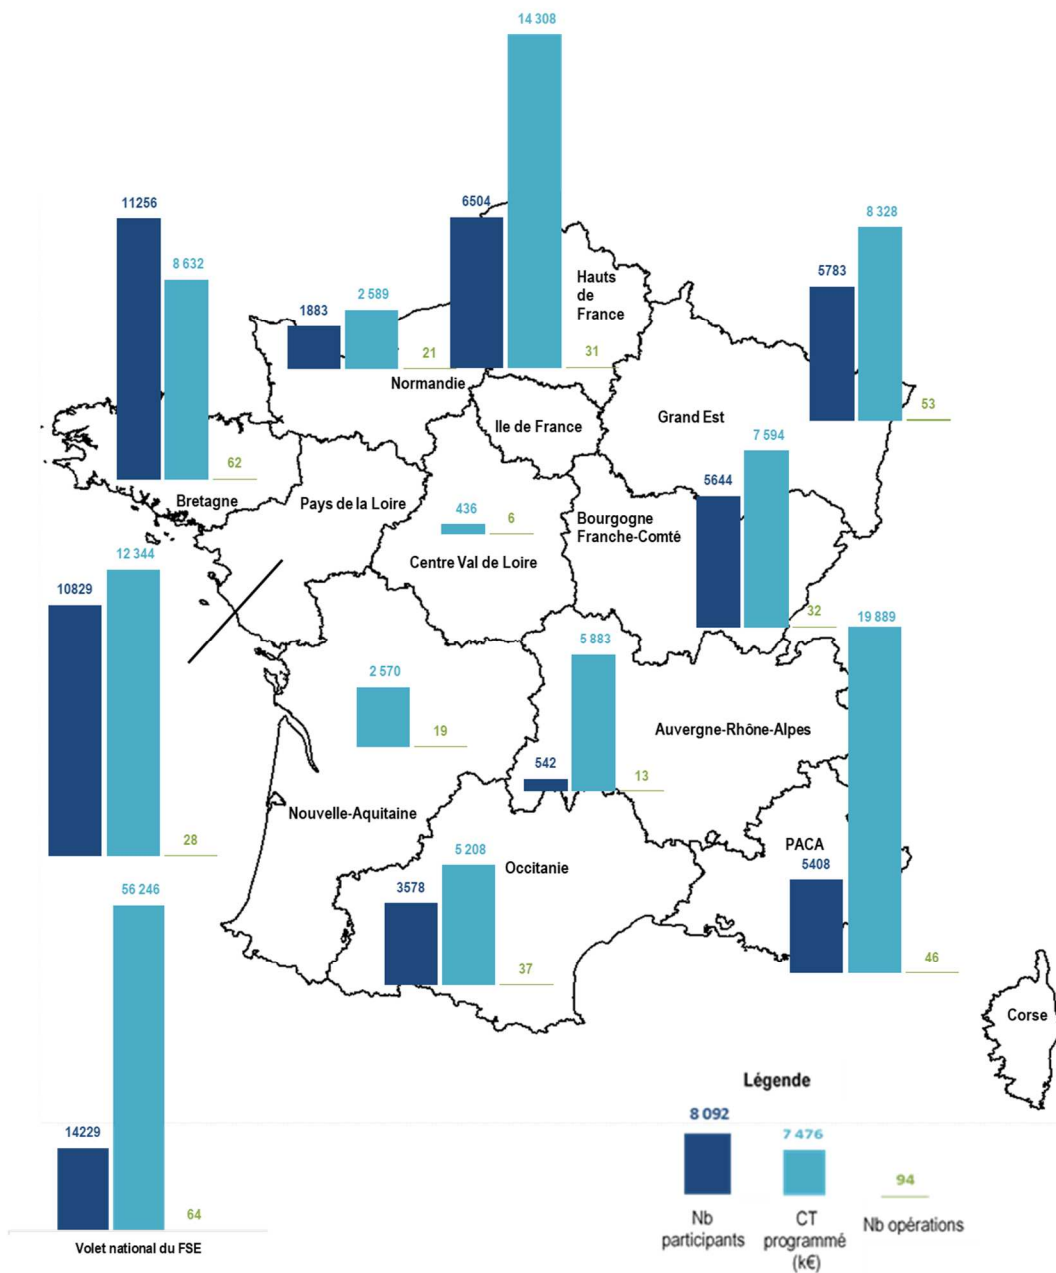 14 308
11256
6504
8 328
8 632
5783
Hauts
de
France
2 589
1883
21
31
Normandie
53
Ile de France
Grand Est
7 594
62
5644
Bretagne
Pays de la Loire
436
6
Bourgogne
Franche-Comté
12 344
Centre Val de Loire
10829
32
19 889
5 883
2 570
19
Auvergne-Rhône-Alpes
542
13
Nouvelle-Aquitaine
28
PACA
5 208
Occitanie
5408
56 246
3578
37
46
Corse
Légende
8 092
7 476
94
Nb
participants
CT
programmé
(k€)
Nb opérations
14229
64
Volet national du FSE